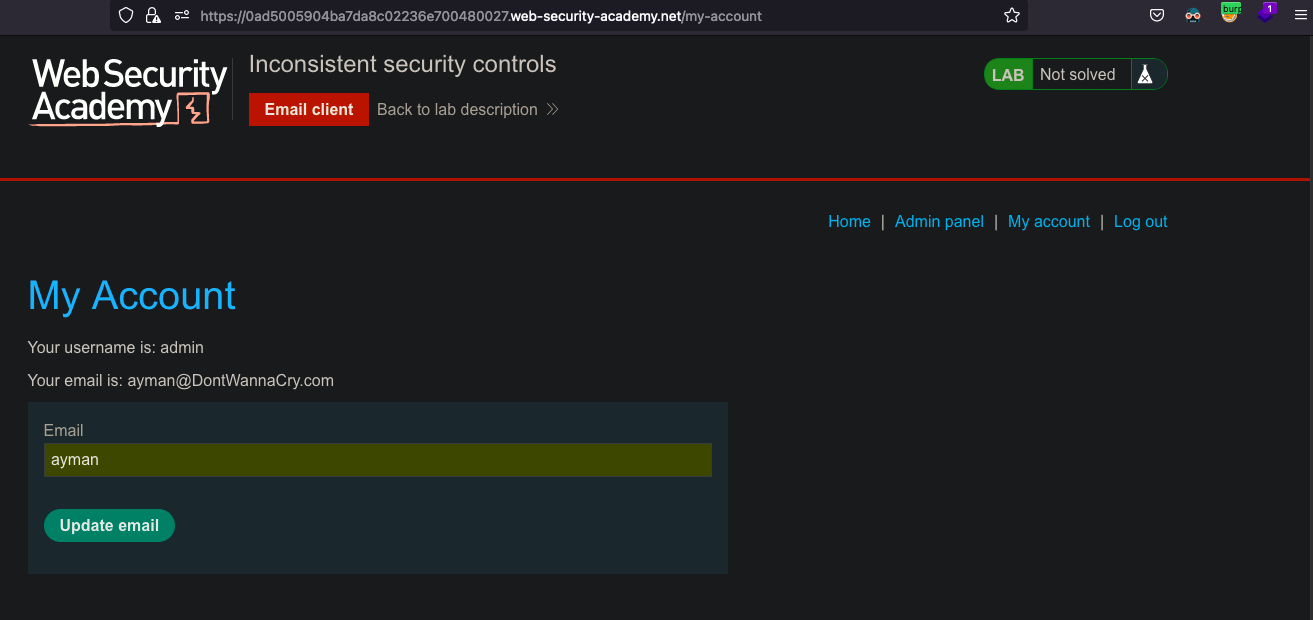 https://0ad5005904ba7da8c02236e700480027.web-security-academy.net/my-account
burp
1
Web Security
Academy
Inconsistent security controls
Email client
Back to lab description
LAB
Not solved
Home | Admin panel | My account | Log out
My Account
Your username is: admin
Your email is: ayman@DontWannaCry.com
Email
ayman
Update email